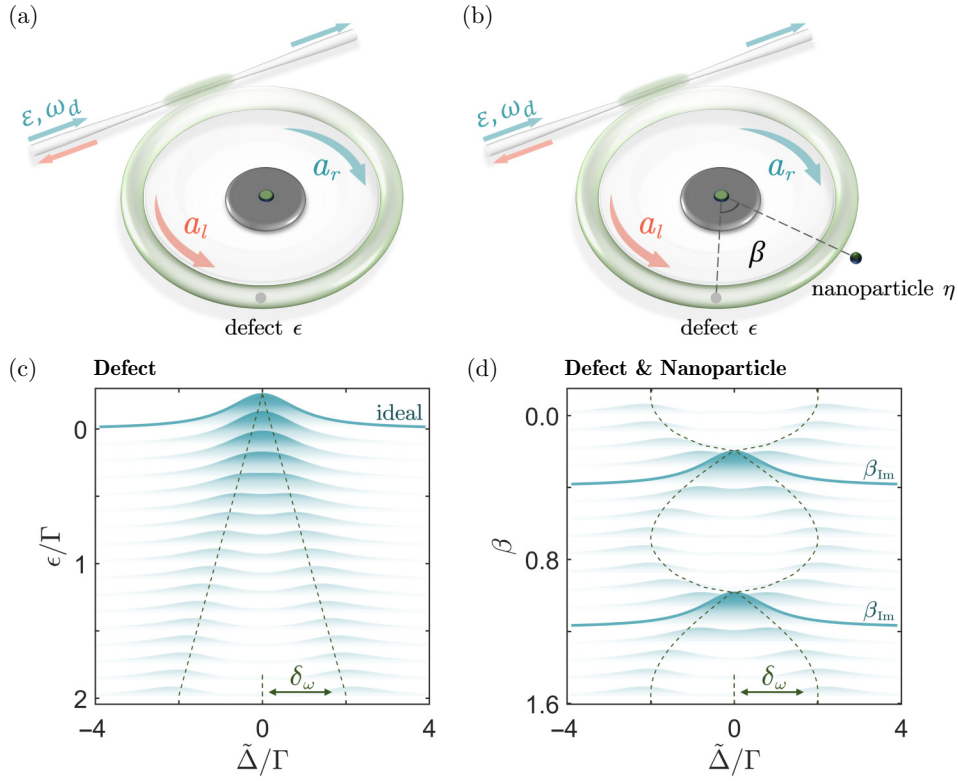 (a)
ε, ω_d
a_r
a_l
defect ϵ
(b)
ε, ω_d
a_r
a_l
β
nanoparticle η
defect ϵ
(c) Defect
ideal
0
1
2
ϵ/Γ
δ_ω
−4 −2 0 2 4
Δ̃/Γ
(d) Defect & Nanoparticle
0.0
β_Im
0.8
β
β_Im
1.6
δ_ω
−4 −2 0 2 4
Δ̃/Γ